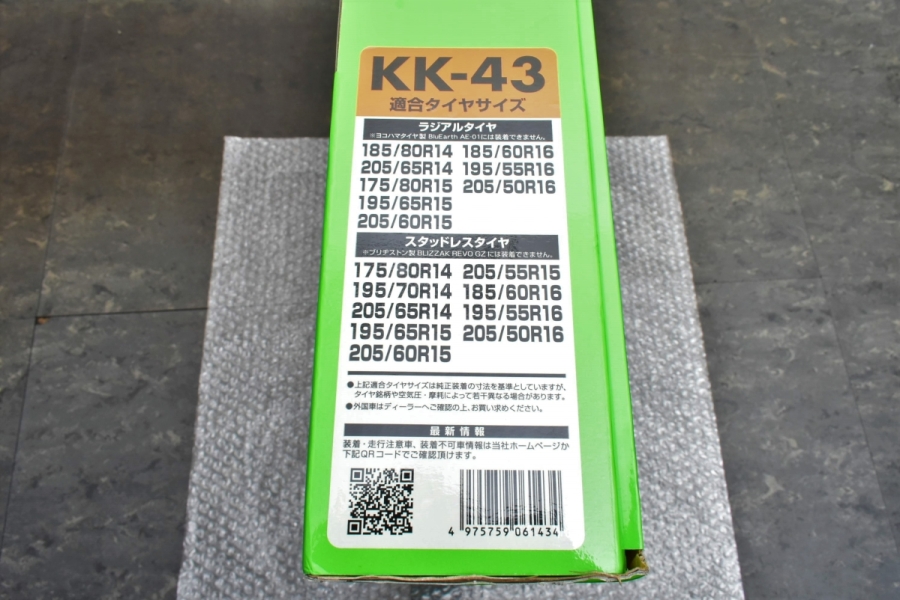 KK-43
適合タイヤサイズ
ラジアルタイヤ
※ヨコハマタイヤ製 BluEarth AE-01には装着できません。
185/80R14 185/60R16
205/65R14 195/55R16
175/80R15 205/50R16
195/65R15
205/60R15
スタッドレスタイヤ
※ブリヂストン製 BLIZZAK REVO GZには装着できません。
175/80R14 205/55R15
195/70R14 185/60R16
205/65R14 195/55R16
195/65R15 205/50R16
205/60R15
●上記適合タイヤサイズは純正装着の寸法を基準としていますが、
タイヤ銘柄や空気圧・摩耗によって若干異なる場合があります。
●外国車はディーラーへご確認の上、お買い求めください。
最新情報
装着・走行注意車、装着不可車情報は当社ホームページか
下記QRコードでご確認頂けます。
4 975759 061434